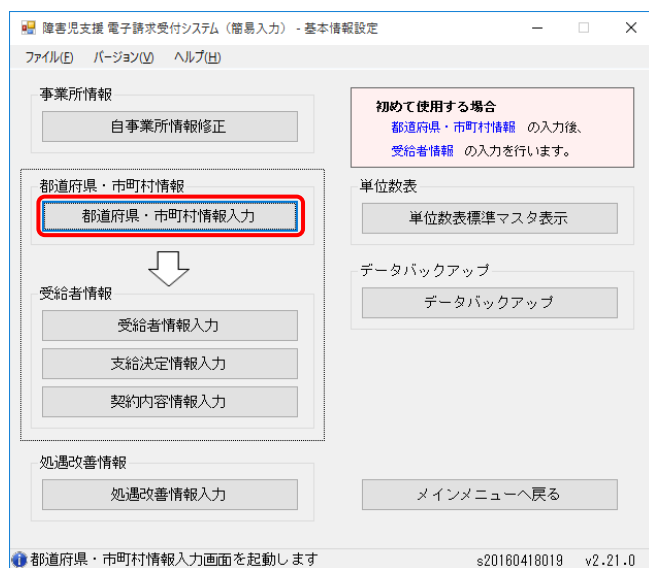 障害児支援 電子請求受付システム（簡易入力） - 基本情報設定
ファイル(F) バージョン(V) ヘルプ(H)
事業所情報
自事業所情報修正
初めて使用する場合
都道府県・市町村情報 の入力後、
受給者情報 の入力を行います。
都道府県・市町村情報
都道府県・市町村情報入力
単位数表
単位数表標準マスタ表示
データバックアップ
データバックアップ
受給者情報
受給者情報入力
支給決定情報入力
契約内容情報入力
処遇改善情報
処遇改善情報入力
メインメニューへ戻る
都道府県・市町村情報入力画面を起動します
s20160418019 v2.21.0